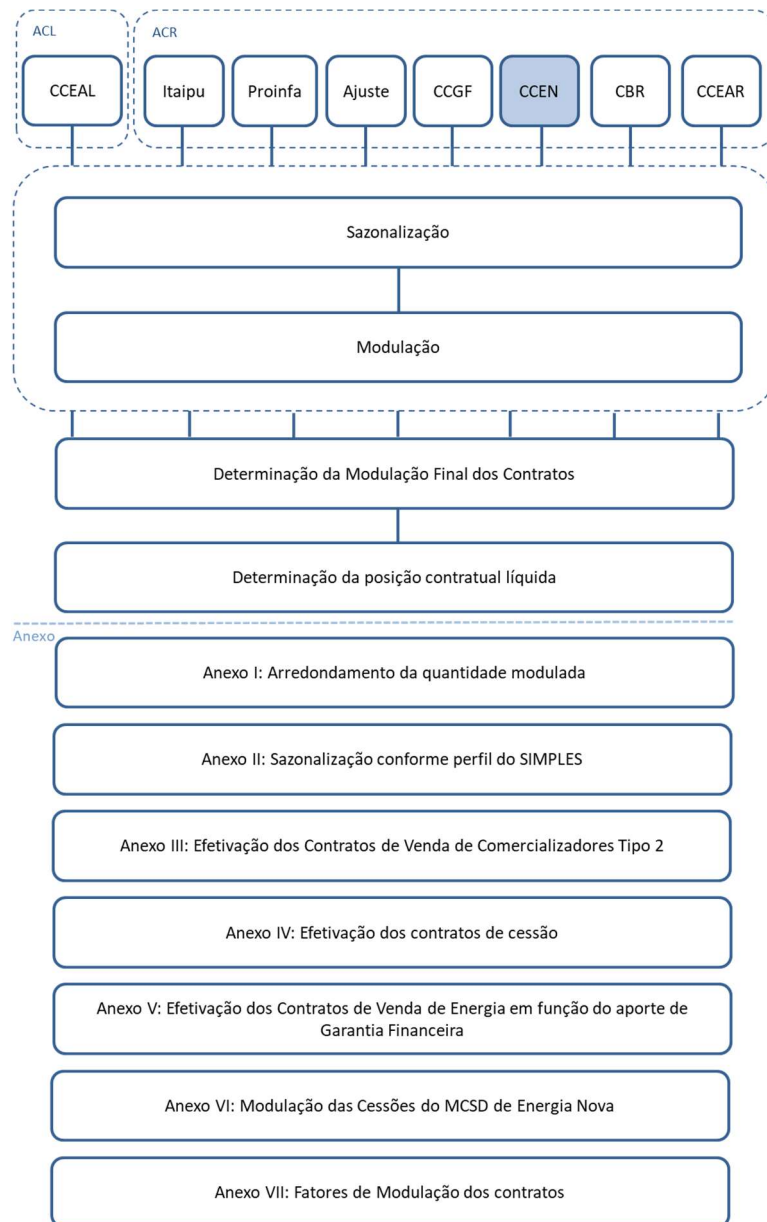 ACL
ACR
CCEAL
Itaipu
Proinfa
Ajuste
CCGF
CCEN
CBR
CCEAR
Sazonalização
Modulação
Determinação da Modulação Final dos Contratos
Determinação da posição contratual líquida
Anexo
Anexo I: Arredondamento da quantidade modulada
Anexo II: Sazonalização conforme perfil do SIMPLES
Anexo III: Efetivação dos Contratos de Venda de Comercializadores Tipo 2
Anexo IV: Efetivação dos contratos de cessão
Anexo V: Efetivação dos Contratos de Venda de Energia em função do aporte de
Garantia Financeira
Anexo VI: Modulação das Cessões do MCSD de Energia Nova
Anexo VII: Fatores de Modulação dos contratos